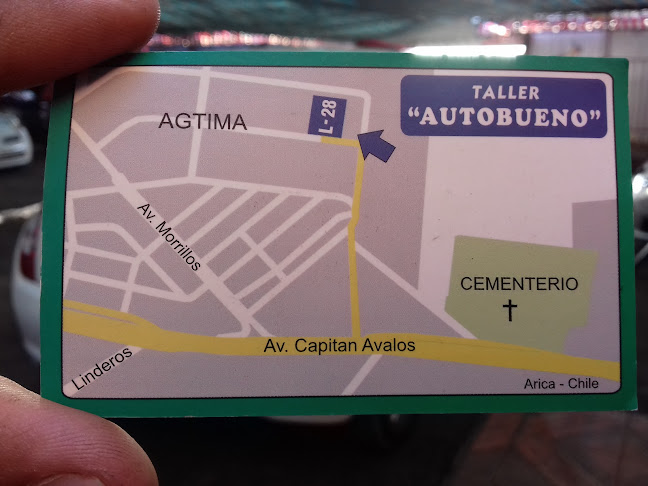 TALLER
"AUTOBUENO"
L-28
AGTIMA
Av. Morrillos
CEMENTERIO
Av. Capitan Avalos
Linderos
Arica - Chile